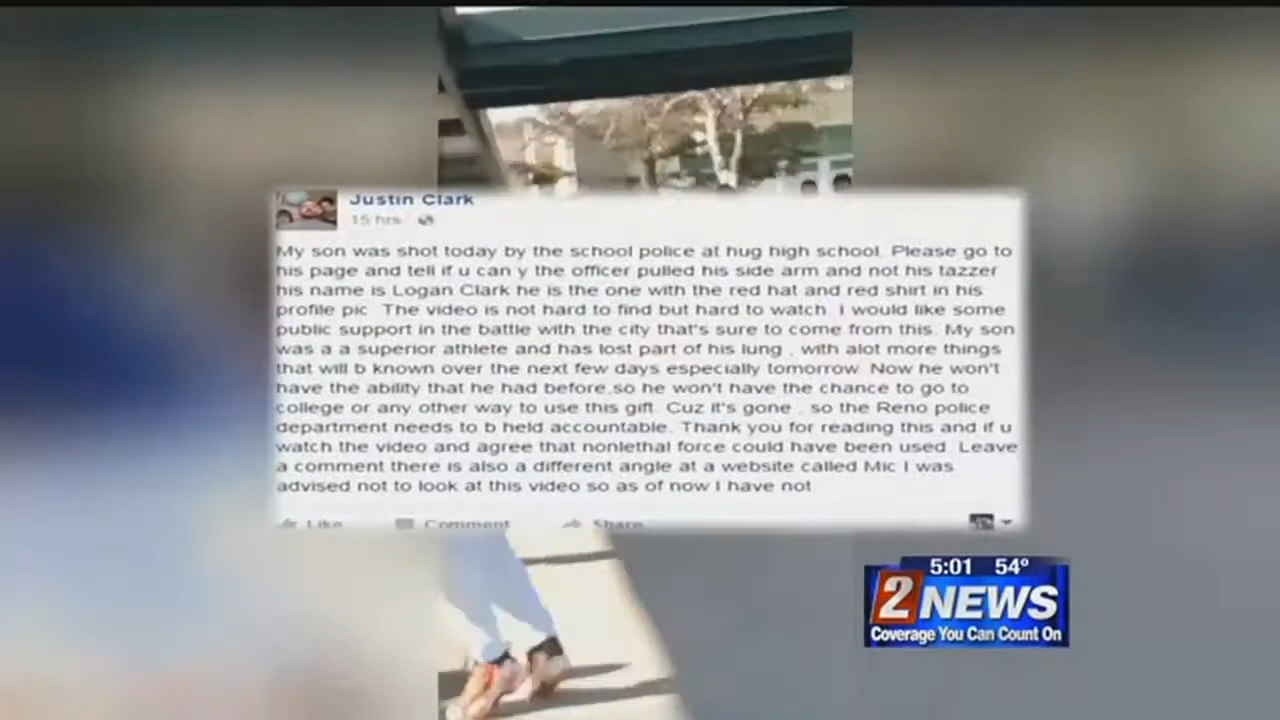 Justin Clark
15 hrs
My son was shot today by the school police at hug high school. Please go to
his page and tell if u can y the officer pulled his side arm and not his tazzer
his name is Logan Clark he is the one with the red hat and red shirt in his
profile pic. The video is not hard to find but hard to watch. I would like some
public support in the battle with the city that's sure to come from this. My son
was a a superior athlete and has lost part of his lung , with alot more things
that will b known over the next few days especially tomorrow. Now he won't
have the ability that he had before,so he won't have the chance to go to
college or any other way to use this gift. Cuz it's gone , so the Reno police
department needs to b held accountable. Thank you for reading this and if u
watch the video and agree that nonlethal force could have been used. Leave
a comment there is also a different angle at a website called Mic I was
advised not to look at this video so as of now I have not
Like Comment Share
5:01 54°
2 NEWS
Coverage You Can Count On